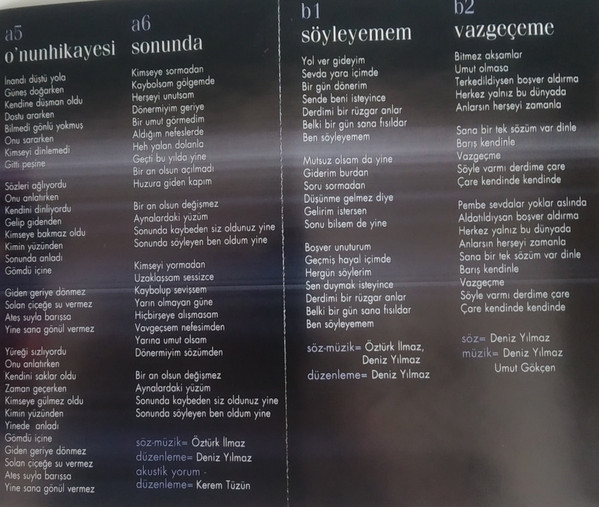 a5
o'nunhikayesi
İnandı düştü yola
Güneş doğarken
Kendine düşman oldu
Dostu ararken
Bilmedi gönlü yokmuş
Onu sararken
Kimseyi dinlemedi
Gitti peşine
Sözleri ağlıyordu
Onu anlatırken
Kendini dinliyordu
Gelip gidenden
Kimseye bakmaz oldu
Kimin yüzünden
Sonunda anladı
Gömdü içine
Giden geriye dönmez
Solan çiçeğe su vermez
Ateş suyla barışsa
Yine sana gönül vermez
Yüreği sızlıyordu
Onu anlatırken
Kendini saklar oldu
Zaman geçerken
Kimseye gülmez oldu
Kimin yüzünden
Yinede anladı
Gömdü içine
Giden geriye dönmez
Solan çiçeğe su vermez
Ateş suyla barışsa
Yine sana gönül vermez
a6
sonunda
Kimseye sormadan
Kaybolsam gölgemde
Herşeyi unutsam
Dönermiyim geriye
Bir umut görmedim
Aldığım nefeslerde
Heh yalan dolanla
Geçti bu yılda yine
Bir an olsun açılmadı
Huzura giden kapım
Bir an olsun değişmez
Aynalardaki yüzüm
Sonunda kaybeden siz oldunuz yine
Sonunda söyleyen ben oldum yine
Kimseyi yormadan
Uzaklaşsam sessizce
Kaybolup sevişsem
Yarın olmayan güne
Hiçbirşeye alışmasam
Vavgeçsem nefesimden
Yarına umut olsam
Dönermiyim sözümden
Bir an olsun değişmez
Aynalardaki yüzüm
Sonunda kaybeden siz oldunuz yine
Sonunda söyleyen ben oldum yine
söz-müzik= Öztürk İlmaz
düzenleme= Deniz Yılmaz
akustik yorum -
düzenleme= Kerem Tüzün
b1
söyleyemem
Yol ver gideyim
Sevda yara içimde
Bir gün dönerim
Sende beni isteyince
Derdimi bir rüzgar anlar
Belki bir gün sana fısıldar
Ben söyleyemem
Mutsuz olsam da yine
Giderim burdan
Soru sormadan
Düşünme gelmez diye
Gelirim istersen
Sonu bilsem de yine
Boşver unuturum
Geçmiş hayal içimde
Hergün söylerim
Sen duymak isteyince
Derdimi bir rüzgar anlar
Belki bir gün sana fısıldar
Ben söyleyemem
söz-müzik= Öztürk İlmaz,
Deniz Yılmaz
düzenleme= Deniz Yılmaz
b2
vazgeçeme
Bitmez akşamlar
Umut olmasa
Terkedildiysen boşver aldırma
Herkez yalnız bu dünyada
Anlarsın herşeyi zamanla
Sana bir tek sözüm var dinle
Barış kendinle
Vazgeçme
Söyle varmı derdime çare
Çare kendinde kendinde
Pembe sevdalar yoklar aslında
Aldatıldıysan boşver aldırma
Herkez yalnız bu dünyada
Anlarsın herşeyi zamanla
Sana bir tek sözüm var dinle
Barış kendinle
Vazgeçme
Söyle varmı derdime çare
Çare kendinde kendinde
söz= Deniz Yılmaz
müzik= Deniz Yılmaz
Umut Gökçen